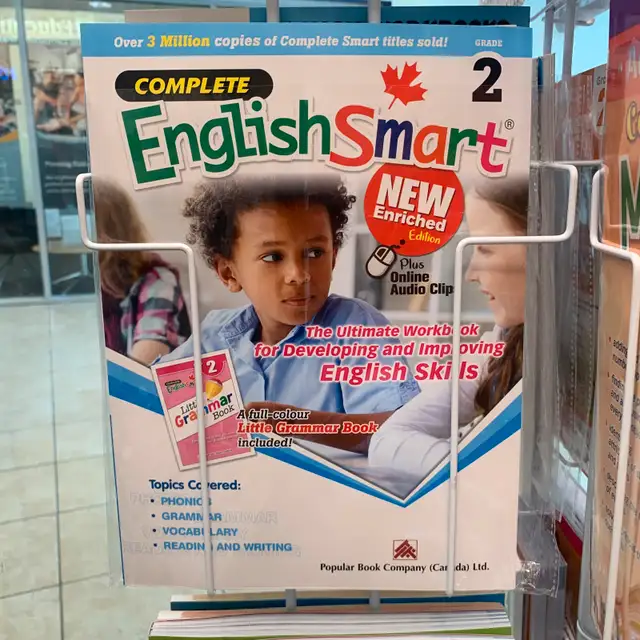 Over 3 Million copies of Complete Smart titles sold!
GRADE
2
COMPLETE
EnglishSmart®
NEW
Enriched
Edition
Plus
Online
Audio Clips
The Ultimate Workbook
for Developing and Improving
English Skills
2
Little
Grammar
Book
A full-colour
Little Grammar Book
included!
Topics Covered:
• PHONICS
• GRAMMAR
• VOCABULARY
• READING AND WRITING
Popular Book Company (Canada) Ltd.